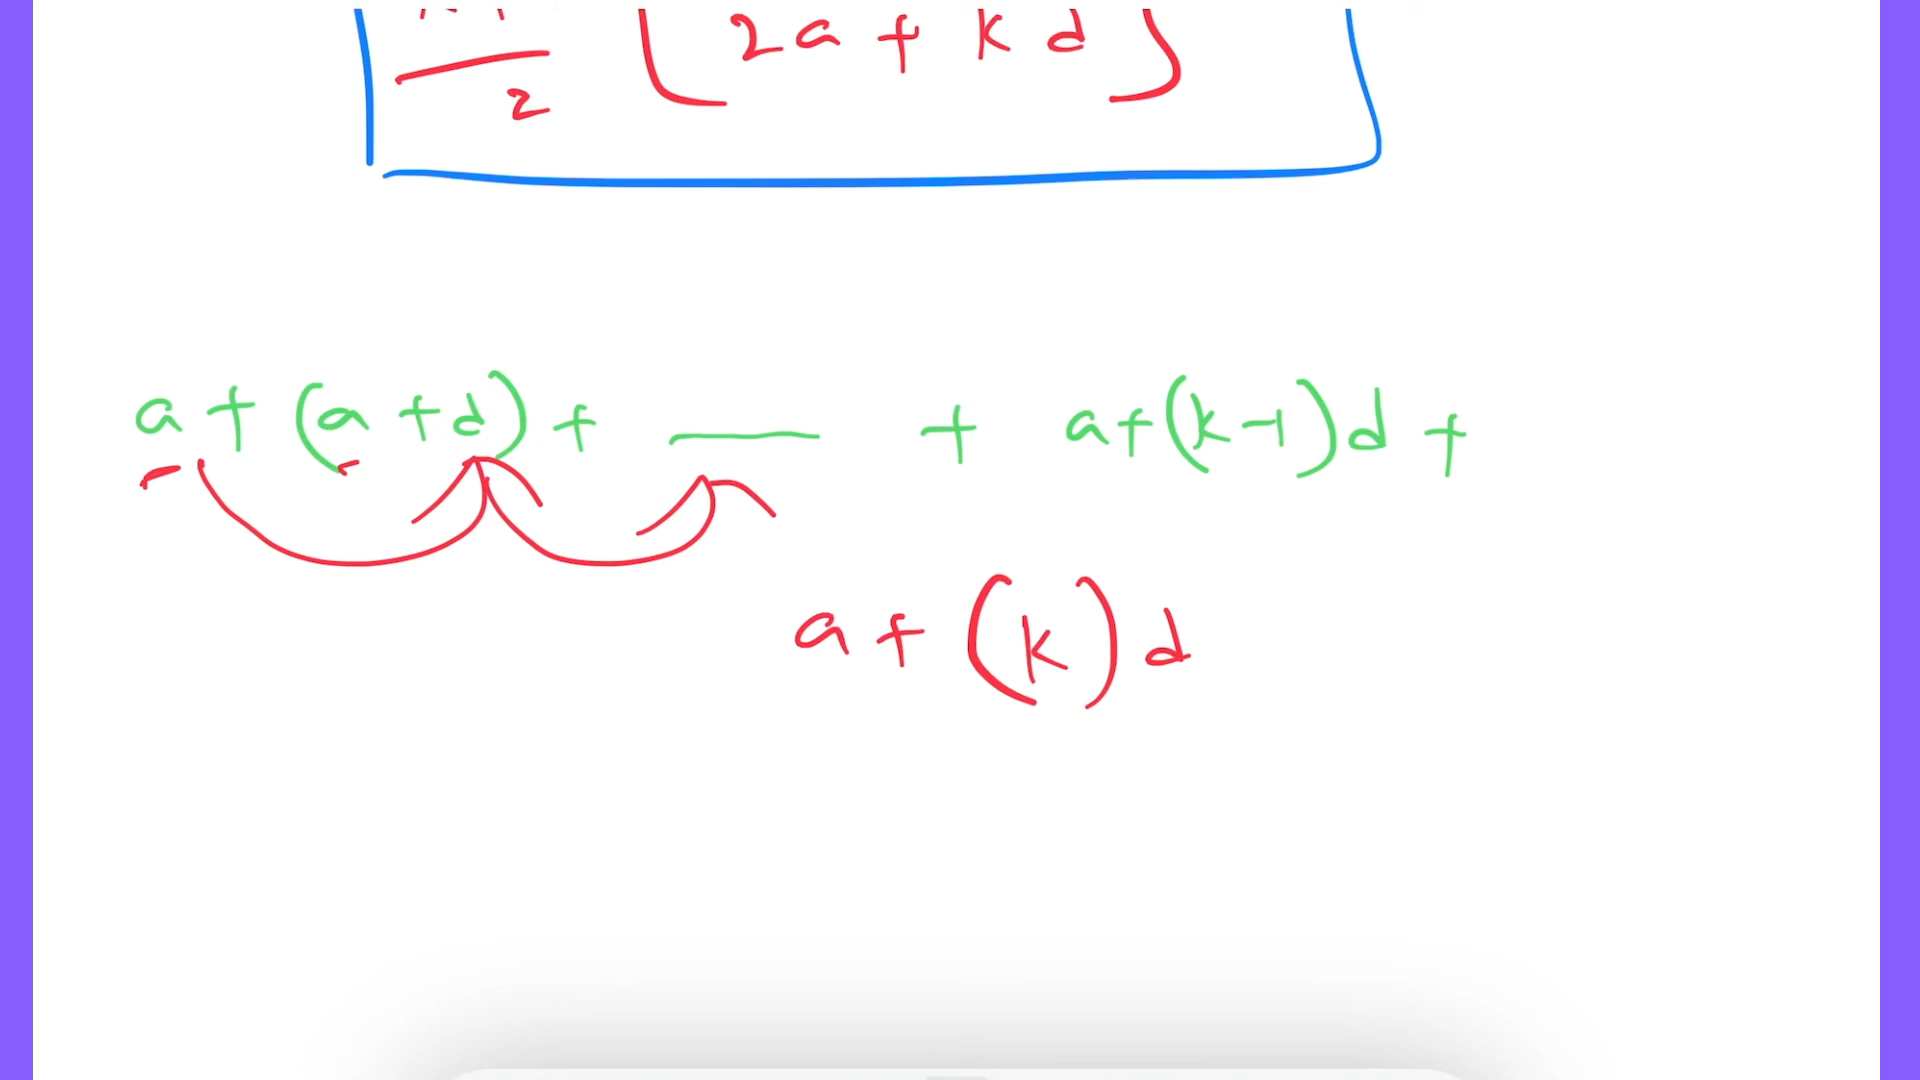 2 [2a + kd]
a + (a + d) + ___ + a + (k-1)d +
a + (k)d